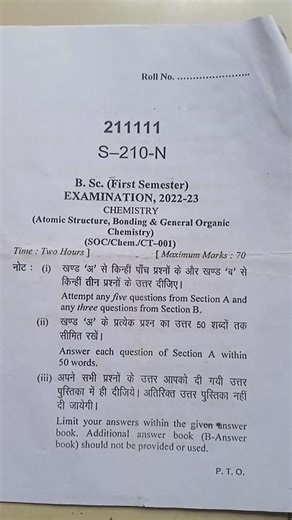 Roll No. ........................
211111
S–210–N
B. Sc. (First Semester)
EXAMINATION, 2022-23
CHEMISTRY
(Atomic Structure, Bonding & General Organic
Chemistry)
(SOC/Chem./CT–001)
Time : Two Hours ] [ Maximum Marks : 70
नोट : (i) खण्ड ‘अ’ से किन्हीं पाँच प्रश्नों के और खण्ड ‘ब’ से
किन्हीं तीन प्रश्नों के उत्तर दीजिए।
Attempt any five questions from Section A and
any three questions from Section B.
(ii) खण्ड ‘अ’ के प्रत्येक प्रश्न का उत्तर 50 शब्दों तक
सीमित रखें।
Answer each question of Section A within
50 words.
(iii) अपने सभी प्रश्नों के उत्तर आपको दी गयी उत्तर
पुस्तिका में ही दीजिये। अतिरिक्त उत्तर पुस्तिका नहीं
दी जायेगी।
Limit your answers within the given answer
book. Additional answer book (B-Answer
book) should not be provided or used.
P. T. O.